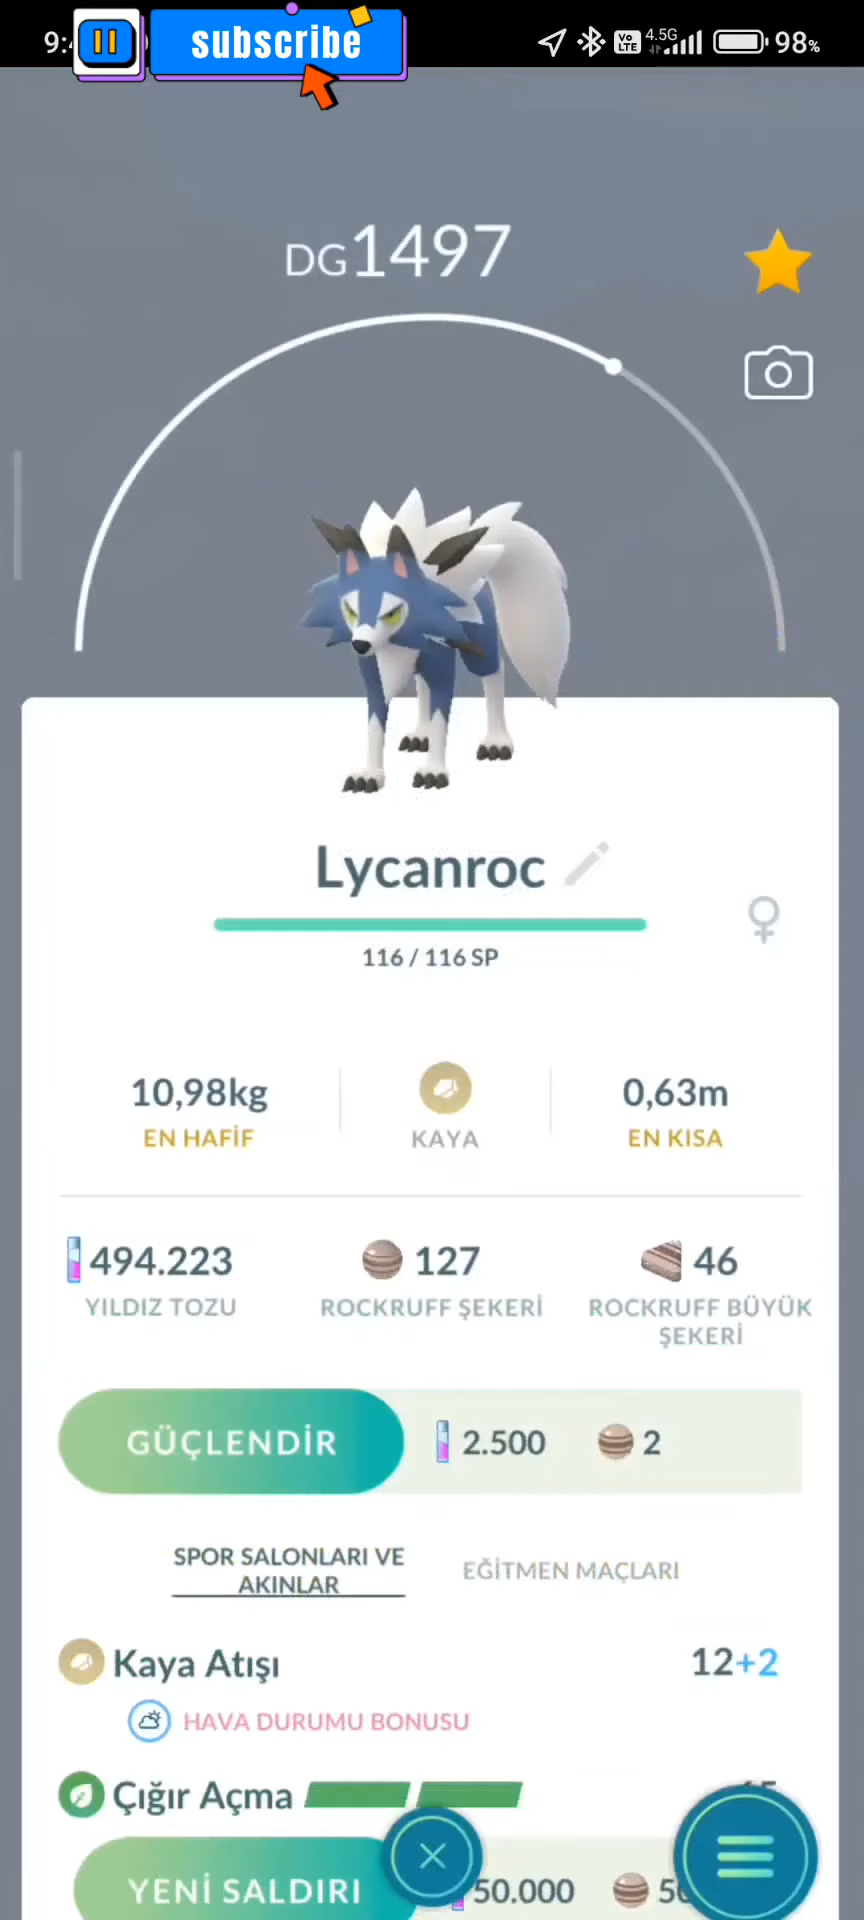 subscribe
4.5G
98%
DG1497
Lycanroc
116 / 116 SP
10,98kg
KAYA
0,63m
EN HAFİF
EN KISA
494.223
127
46
YILDIZ TOZU
ROCKRUFF ŞEKERİ
ROCKRUFF BÜYÜK
ŞEKERİ
GÜÇLENDİR
2.500
2
SPOR SALONLARI VE
AKINLAR
EĞİTMEN MAÇLARI
Kaya Atışı
12+2
HAVA DURUMU BONUSU
Çığır Açma
YENİ SALDIRI
50.000